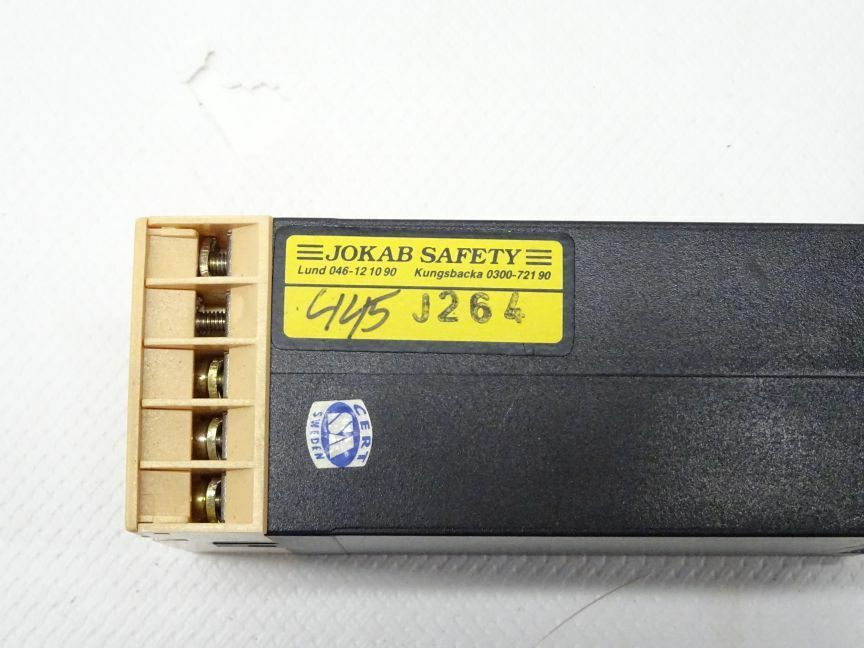 JOKAB SAFETY
Lund 046-12 10 90 Kungsbacka 0300-721 90
445 J264
CERT
SWEDEN